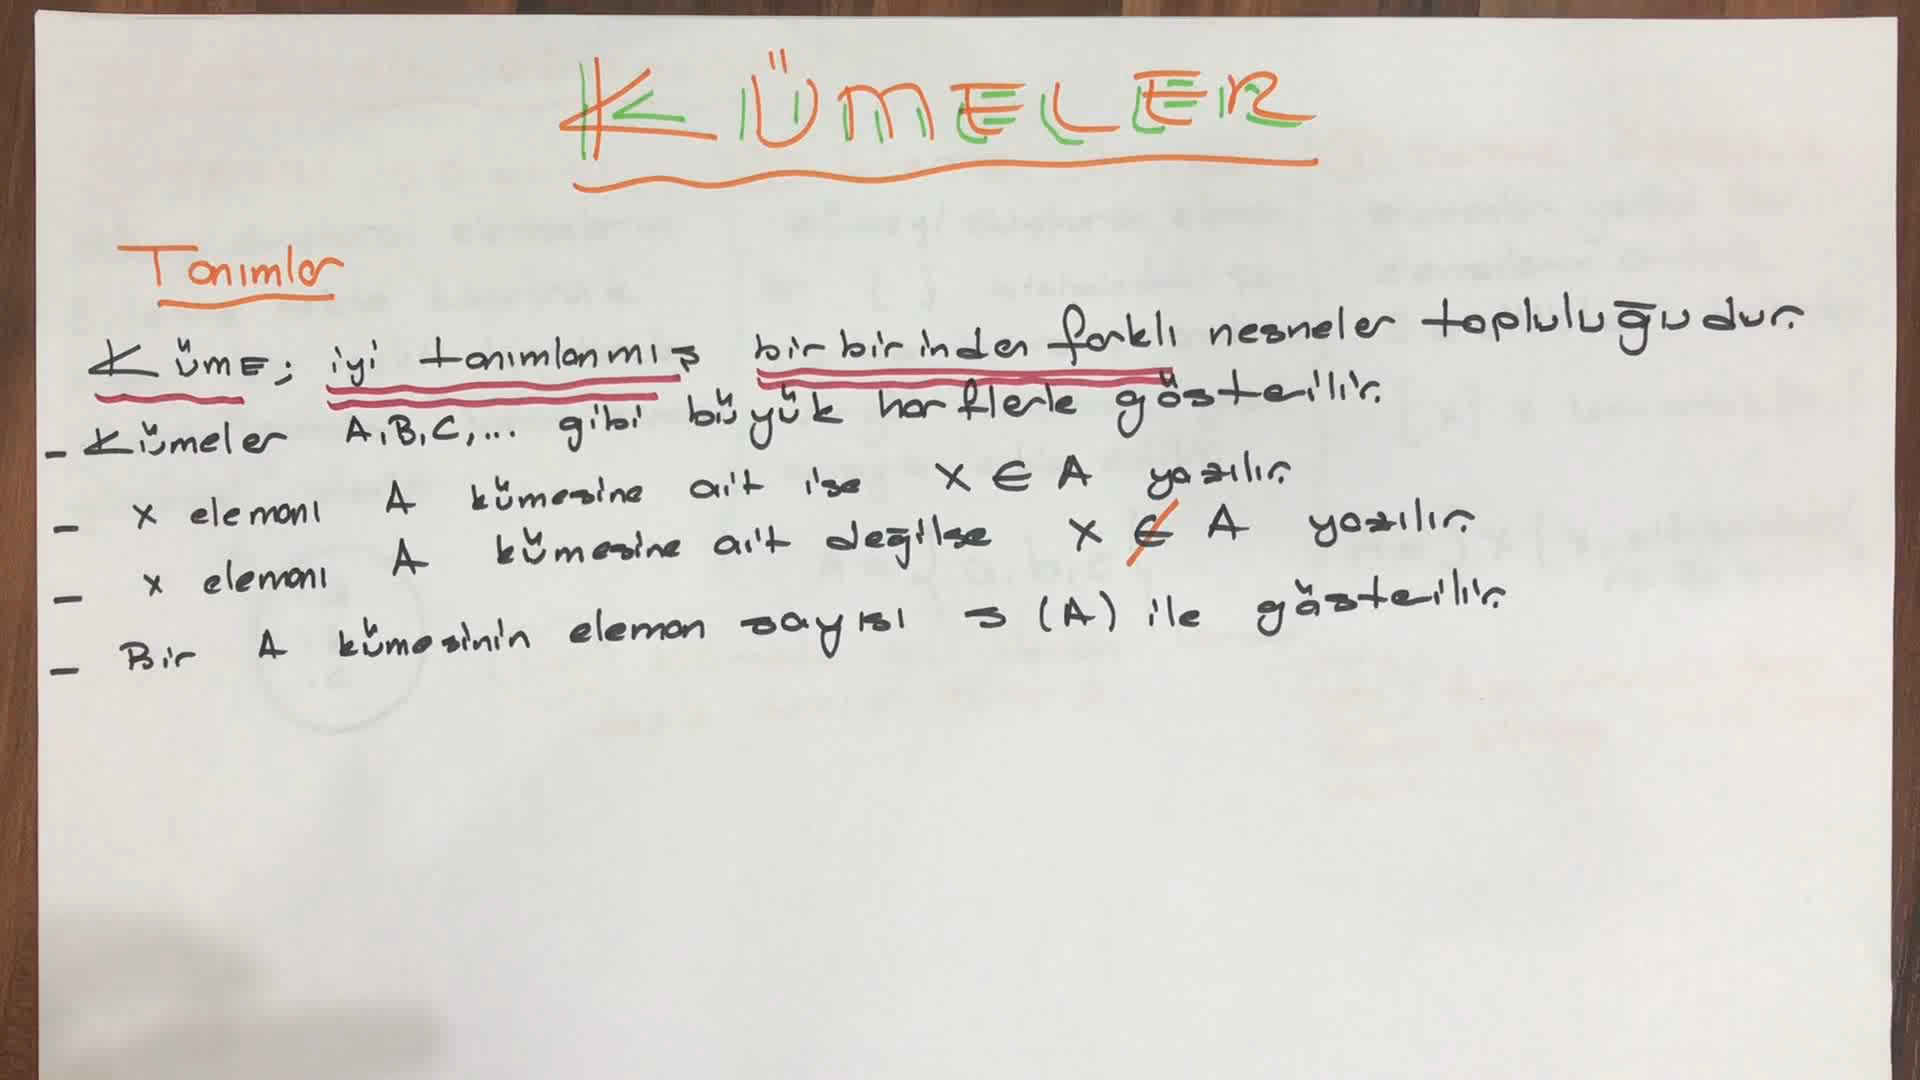 KÜMELER
Tanımlar
KÜME; iyi tanımlanmış birbirinden farklı nesneler topluluğudur.
- Kümeler A, B, C, ... gibi büyük harflerle gösterilir.
- x elemanı A kümesine ait ise x ∈ A yazılır.
- x elemanı A kümesine ait değilse x ∉ A yazılır.
- Bir A kümesinin eleman sayısı s (A) ile gösterilir.